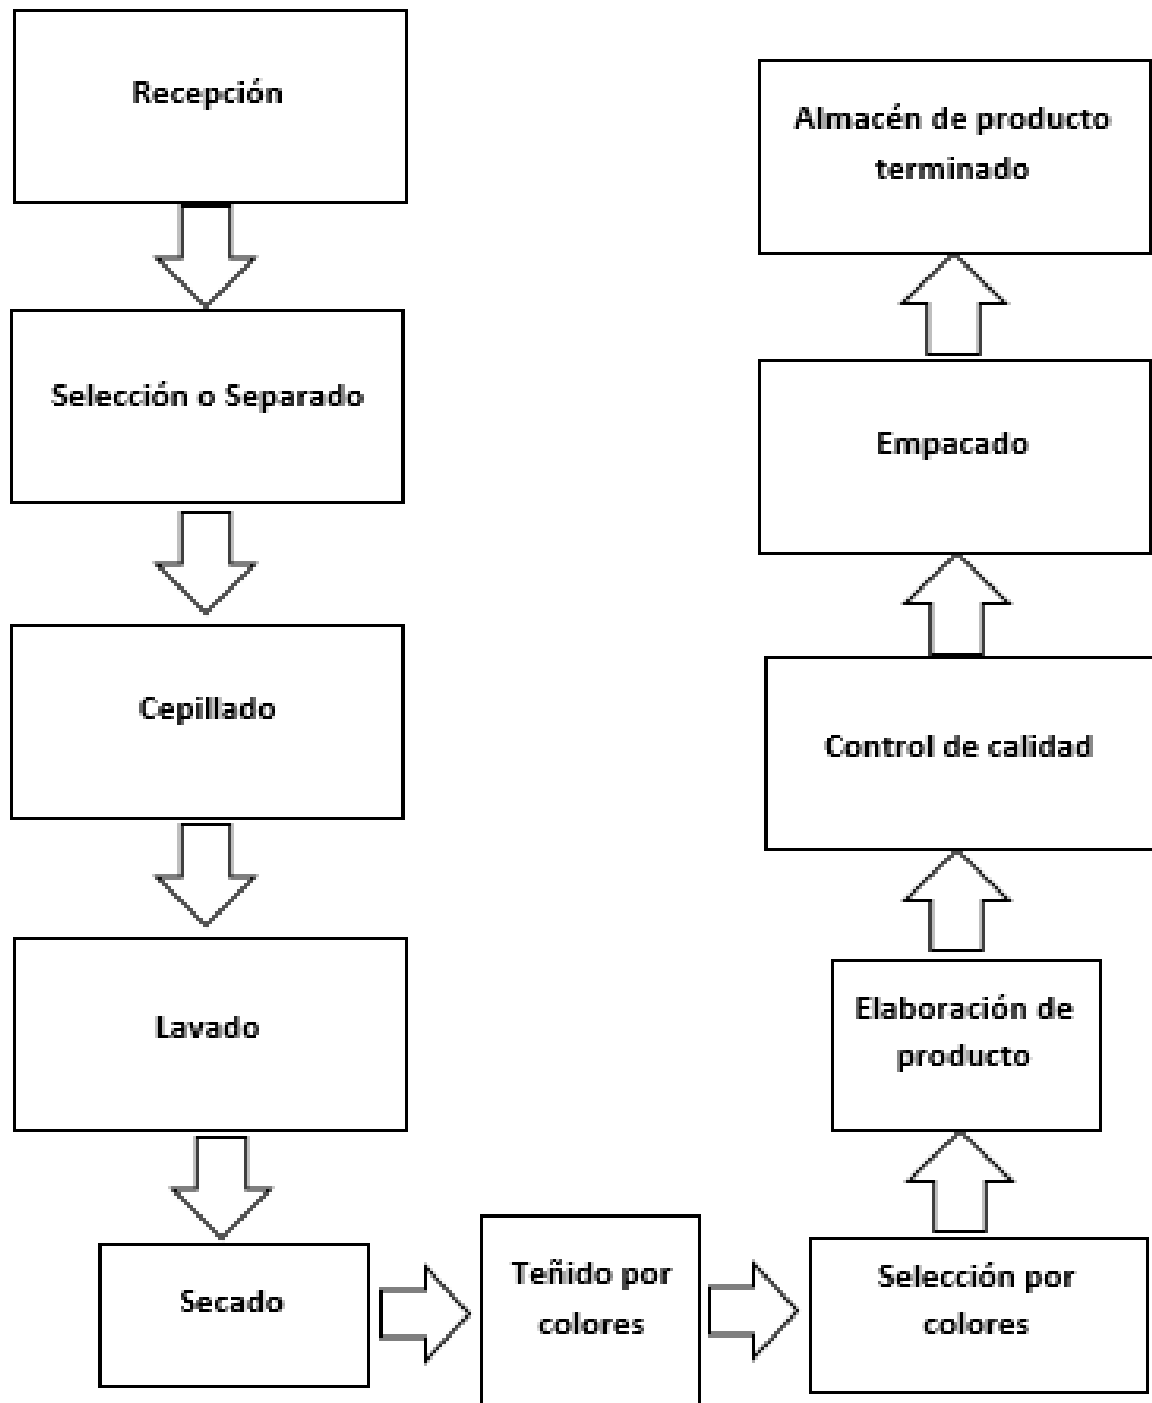 Recepción
Selección o Separado
Cepillado
Lavado
Secado
Teñido por
colores
Selección por
colores
Elaboración de
producto
Control de calidad
Empacado
Almacén de producto
terminado